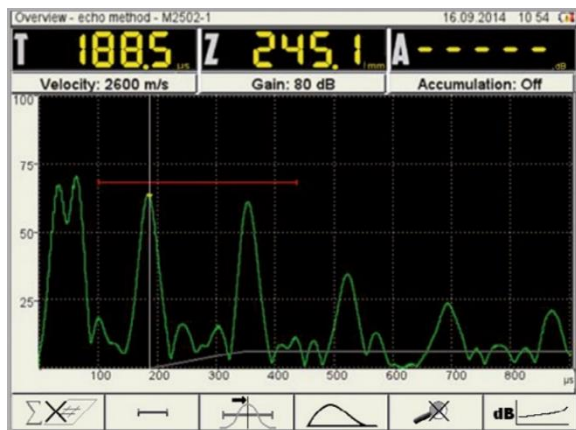 Overview - echo method - M2502-1 16.09.2014 10 54
T 188.5 µs Z 245.1 mm A ----- dB
Velocity: 2600 m/s Gain: 80 dB Accumulation: Off
100
75
50
25
100 200 300 400 500 600 700 800 µs
dB